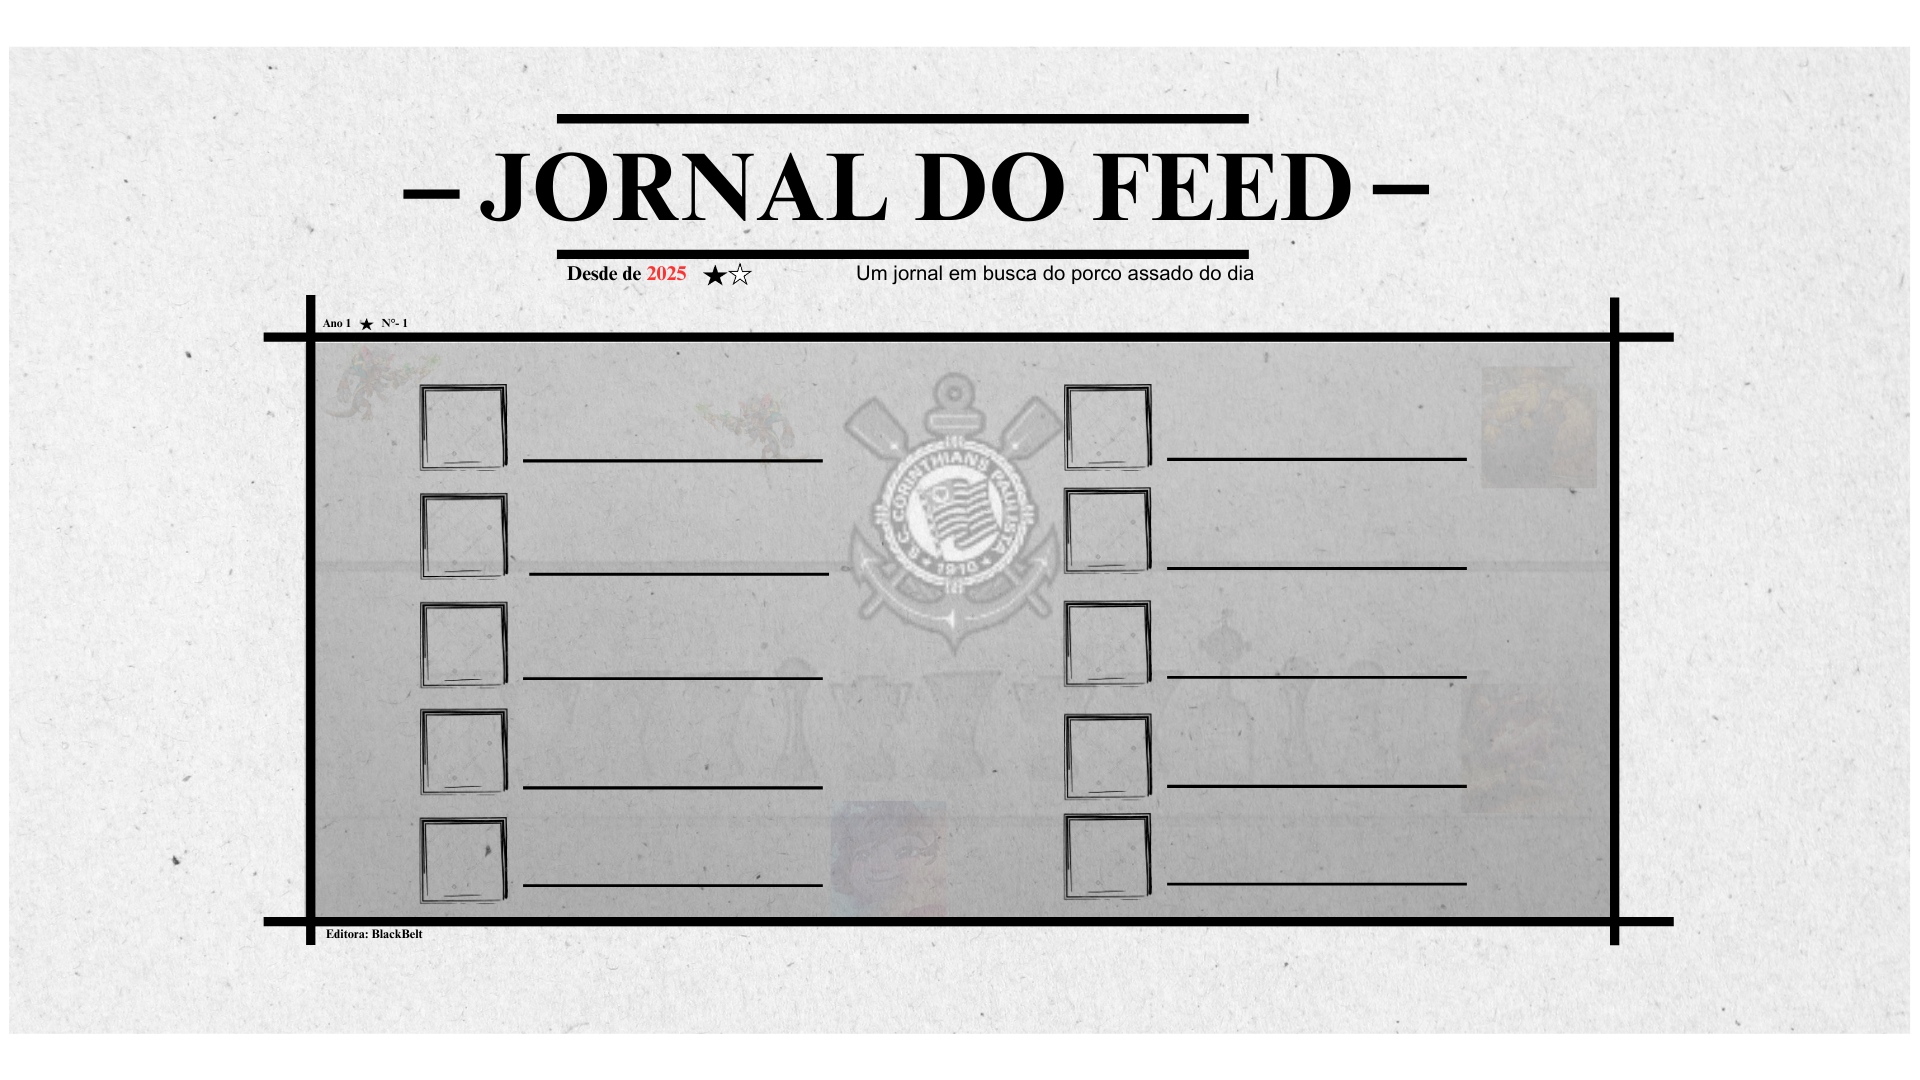 – JORNAL DO FEED –
Desde de 2025 ★☆ Um jornal em busca do porco assado do dia
Ano 1 ★ N°- 1
S.C. CORINTHIANS PAULISTA
1910
Editora: BlackBelt